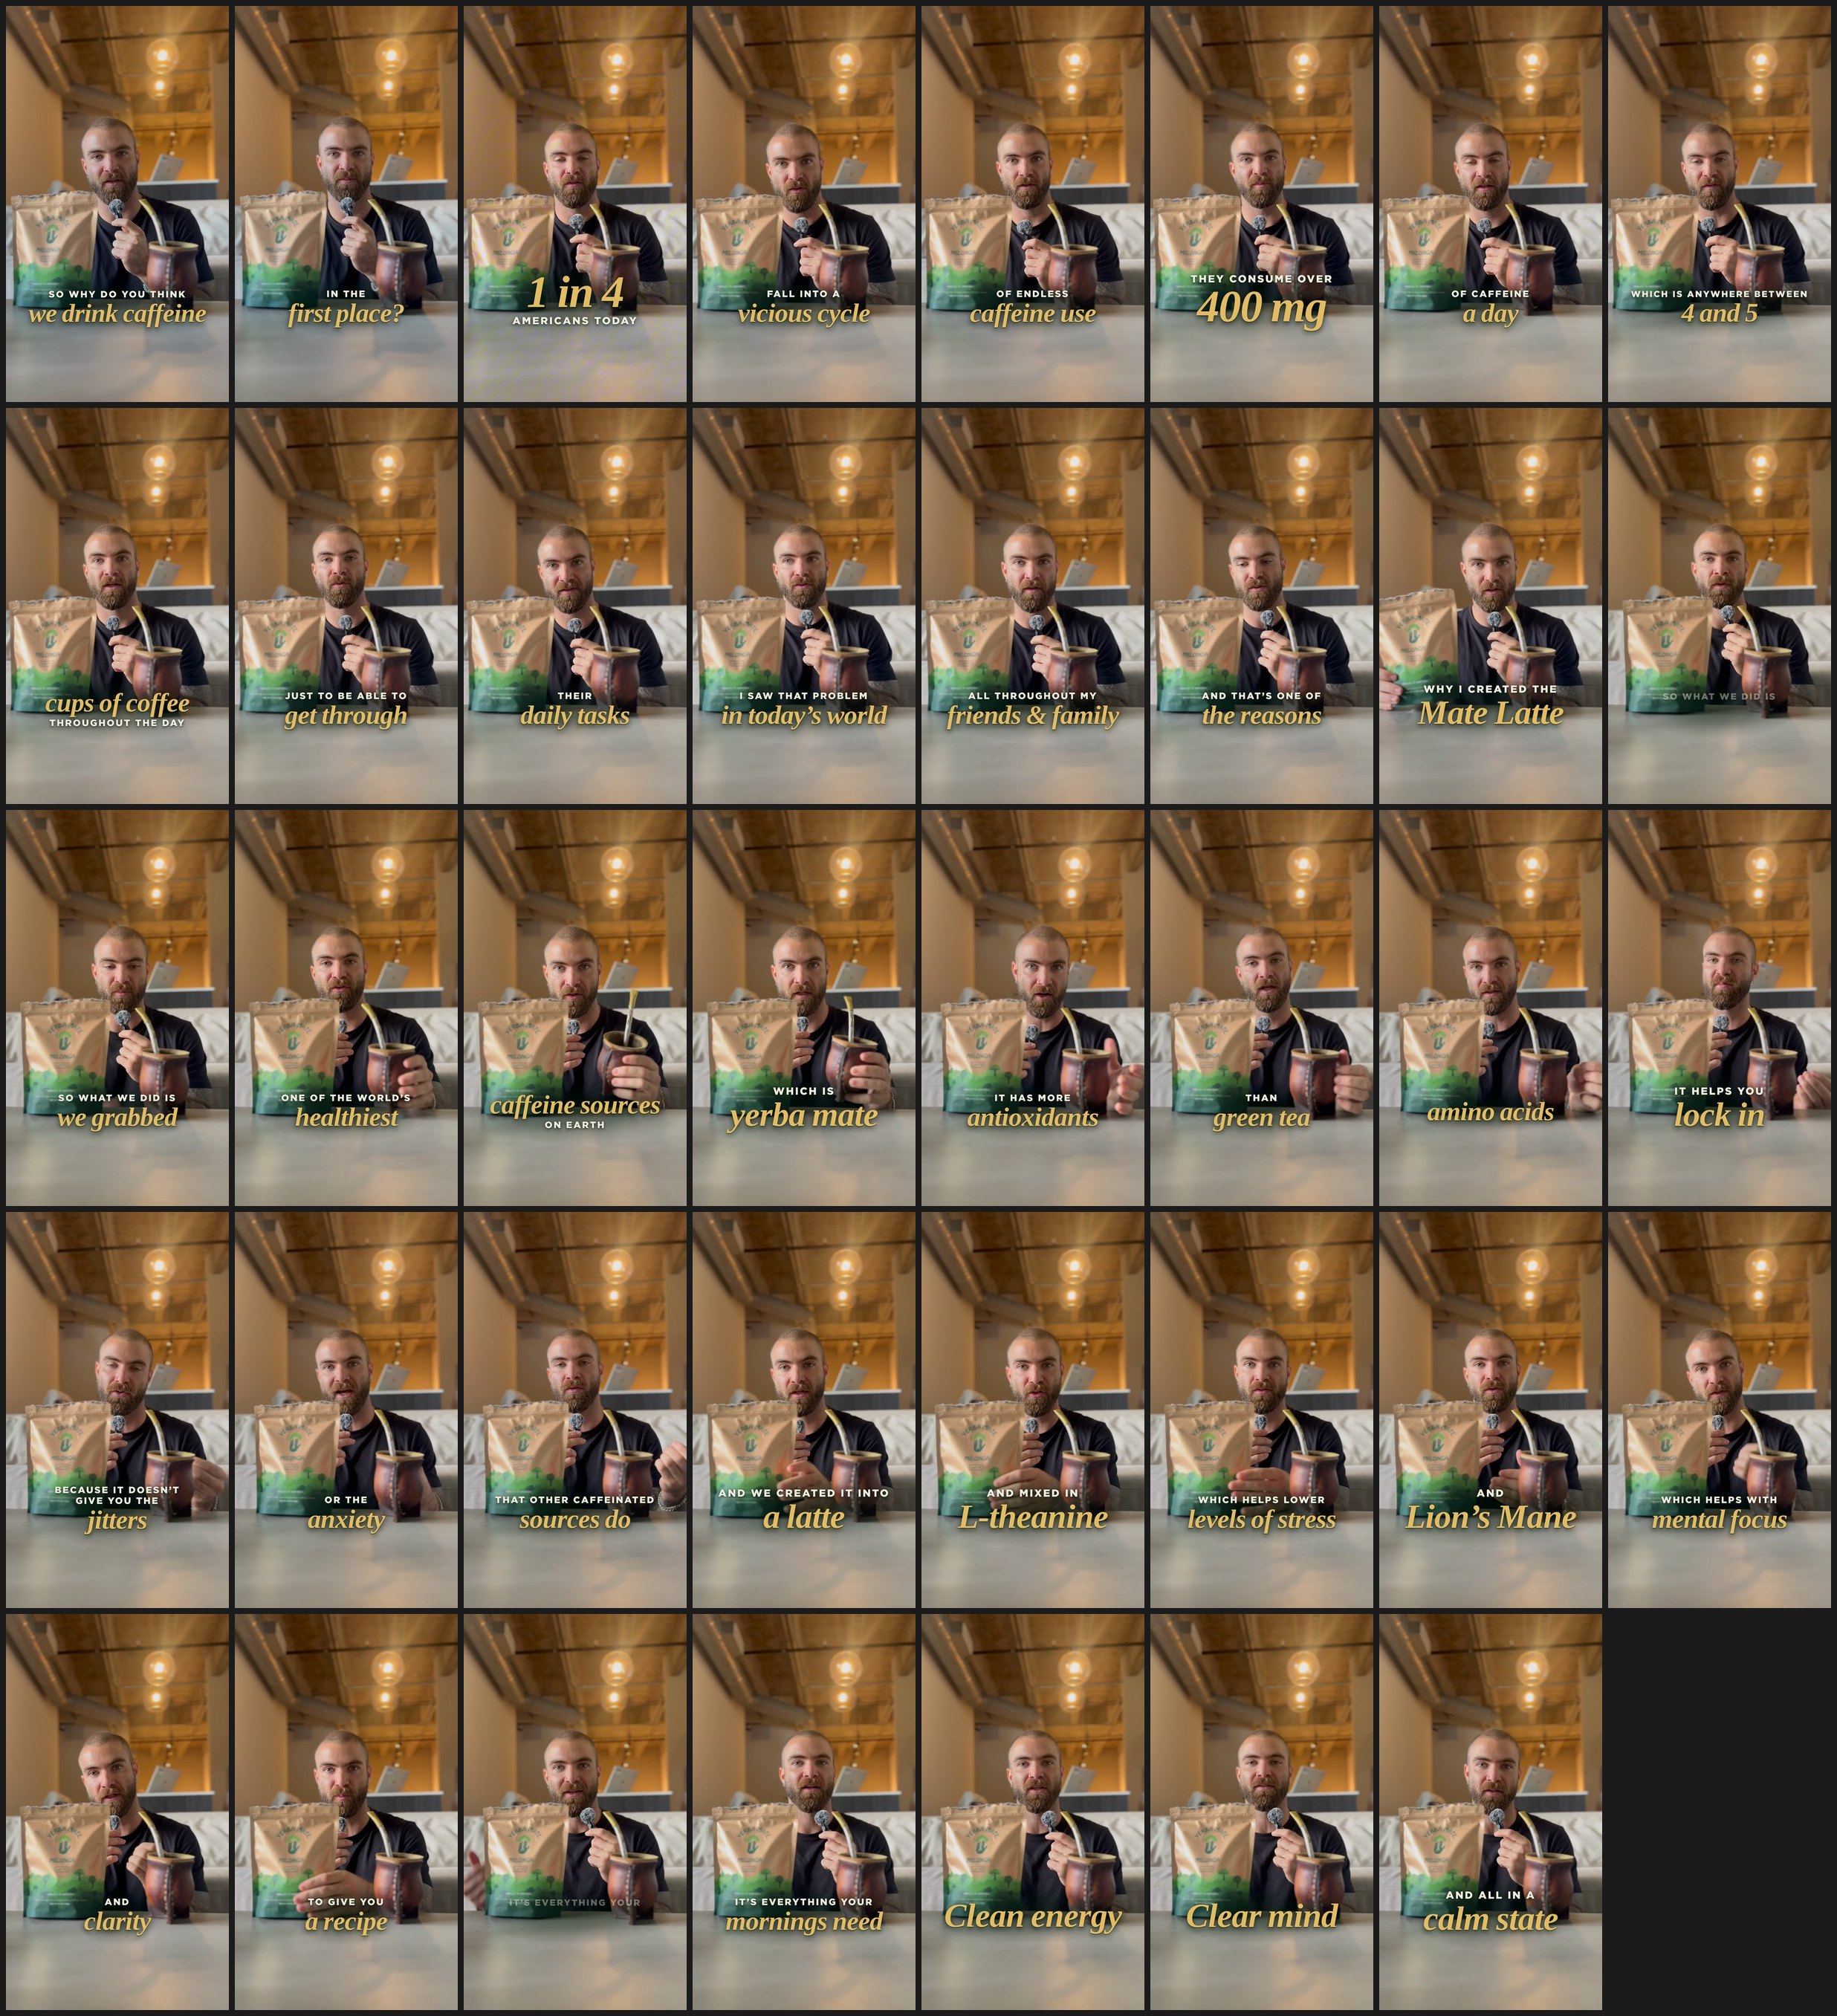 SO WHY DO YOU THINK
we drink caffeine
IN THE
first place?
1 in 4
AMERICANS TODAY
FALL INTO A
vicious cycle
OF ENDLESS
caffeine use
THEY CONSUME OVER
400 mg
OF CAFFEINE
a day
WHICH IS ANYWHERE BETWEEN
4 and 5
cups of coffee
THROUGHOUT THE DAY
JUST TO BE ABLE TO
get through
THEIR
daily tasks
I SAW THAT PROBLEM
in today's world
ALL THROUGHOUT MY
friends & family
AND THAT'S ONE OF
the reasons
WHY I CREATED THE
Mate Latte
SO WHAT WE DID IS
SO WHAT WE DID IS
we grabbed
ONE OF THE WORLD'S
healthiest
caffeine sources
ON EARTH
WHICH IS
yerba mate
IT HAS MORE
antioxidants
THAN
green tea
amino acids
IT HELPS YOU
lock in
BECAUSE IT DOESN'T
GIVE YOU THE
jitters
OR THE
anxiety
THAT OTHER CAFFEINATED
sources do
AND WE CREATED IT INTO
a latte
AND MIXED IN
L-theanine
WHICH HELPS LOWER
levels of stress
AND
Lion's Mane
WHICH HELPS WITH
mental focus
AND
clarity
TO GIVE YOU
a recipe
IT'S EVERYTHING YOUR
IT'S EVERYTHING YOUR
mornings need
Clean energy
Clear mind
AND ALL IN A
calm state